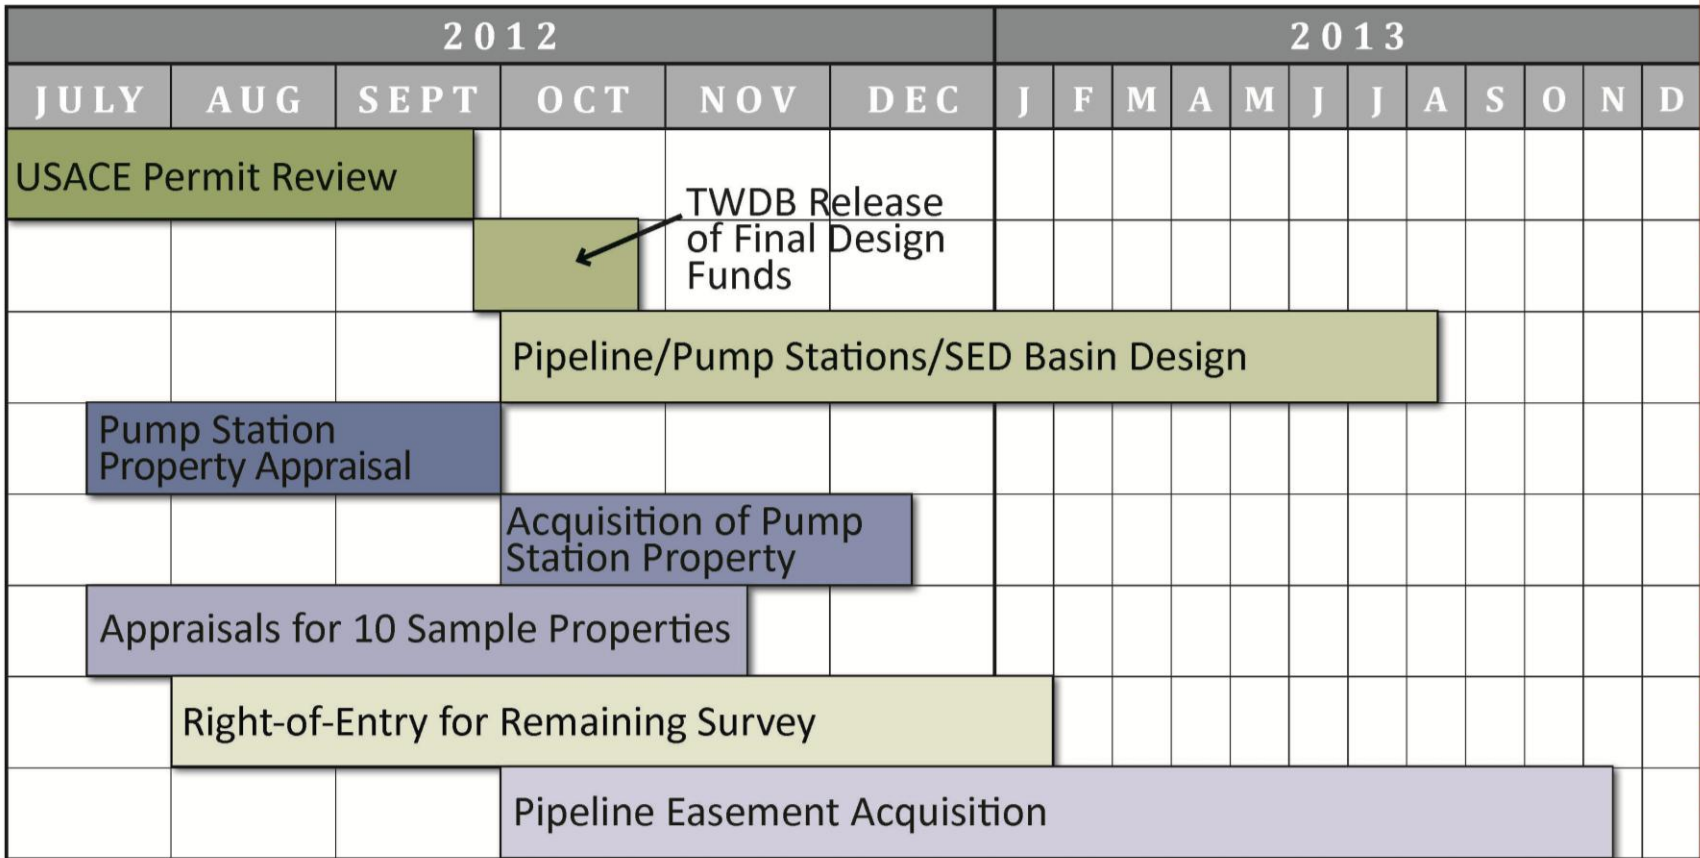 2012 2013
JULY AUG SEPT OCT NOV DEC J F M A M J J A S O N D
USACE Permit Review
TWDB Release
of Final Design
Funds
Pipeline/Pump Stations/SED Basin Design
Pump Station
Property Appraisal
Acquisition of Pump
Station Property
Appraisals for 10 Sample Properties
Right-of-Entry for Remaining Survey
Pipeline Easement Acquisition